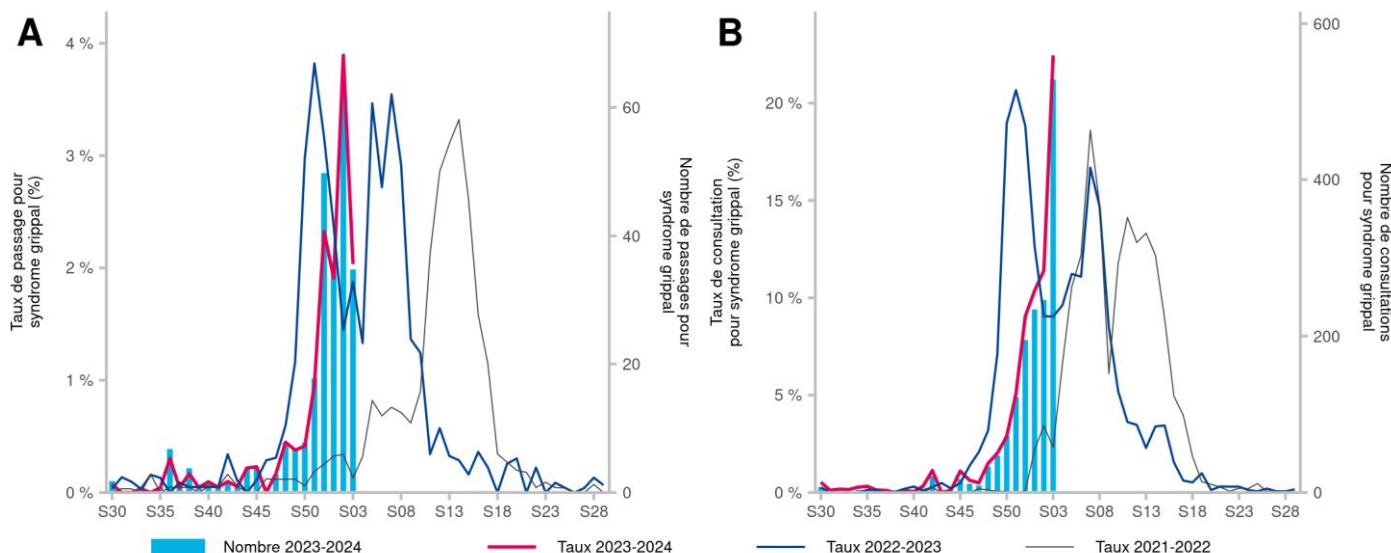 A
4 %
3 %
2 %
1 %
0 %
Taux de passage pour
syndrome grippal (%)
60
40
20
0
Nombre de passages pour
syndrome grippal
S30
S35
S40
S45
S50
S03
S08
S13
S18
S23
S28
B
20 %
15 %
10 %
5 %
0 %
Taux de consultation
pour syndrome grippal (%)
600
400
200
0
Nombre de consultations
pour syndrome grippal
S30
S35
S40
S45
S50
S03
S08
S13
S18
S23
S28
Nombre 2023-2024
Taux 2023-2024
Taux 2022-2023
Taux 2021-2022